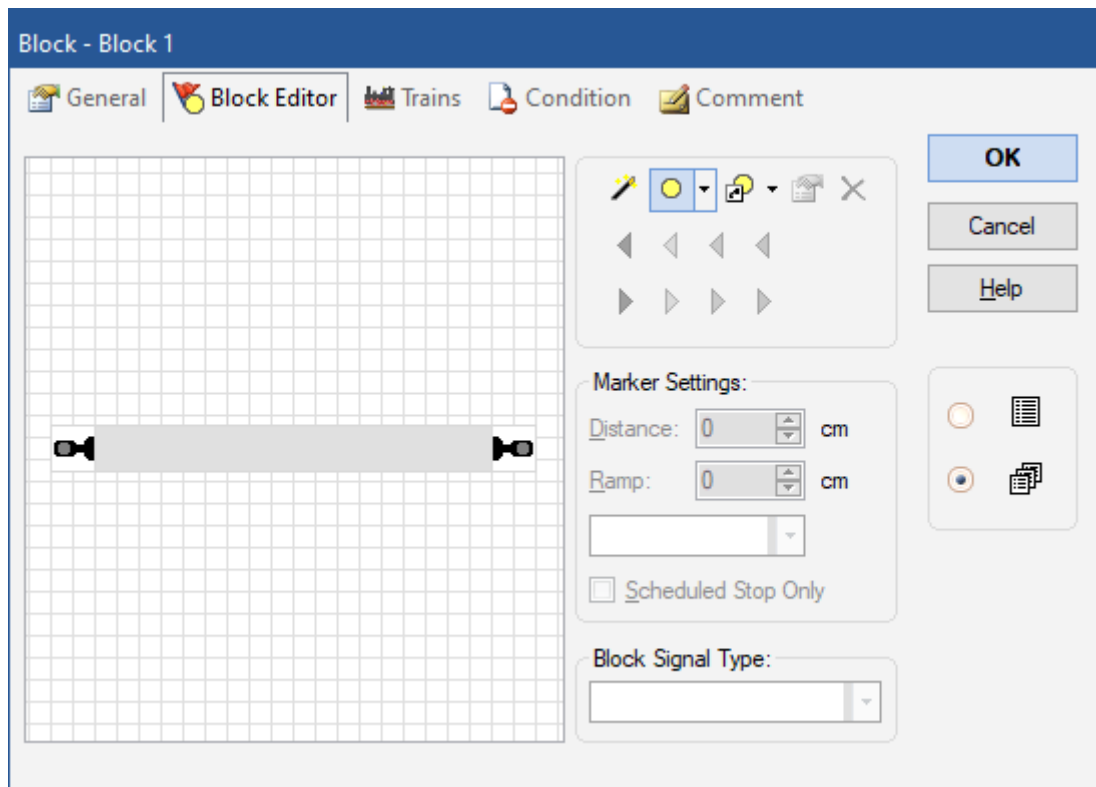 Block - Block 1
General Block Editor Trains Condition Comment
OK
Cancel
Help
Marker Settings:
Distance: 0 cm
Ramp: 0 cm
Scheduled Stop Only
Block Signal Type: